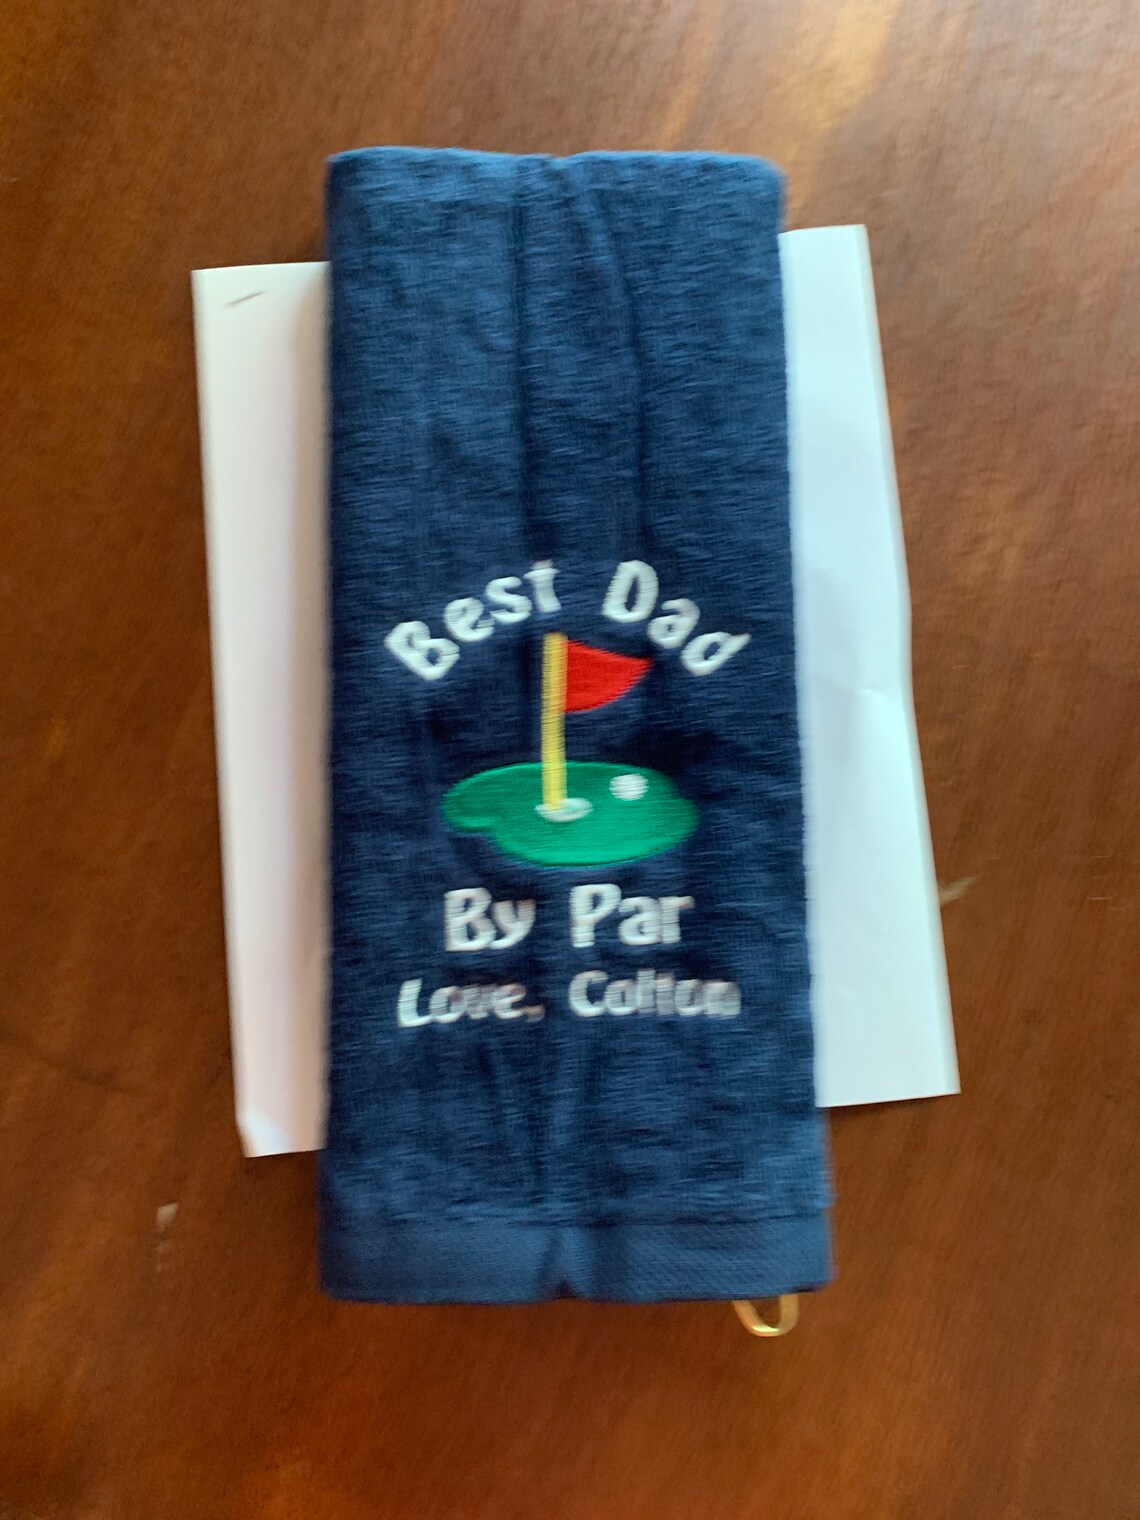 Best Dad
By Par
Love, Colton